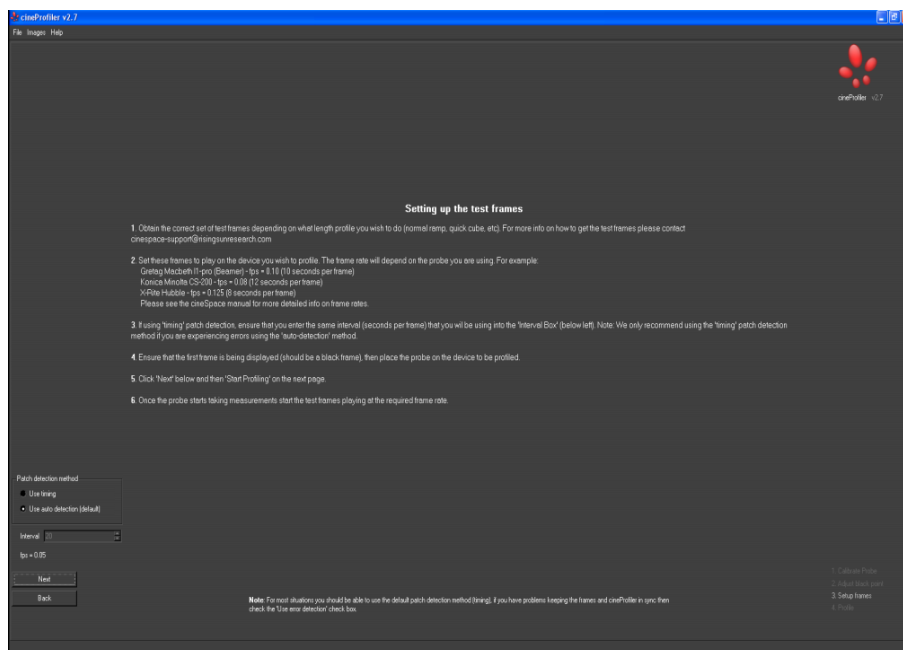 cineProfiler v2.7
File Images Help
cineProfiler v2.7
Setting up the test frames
1. Obtain the correct set of test frames depending on what length profile you wish to do (normal ramp, quick cube, etc). For more info on how to get the test frames please contact
cinespace-support@risingsunresearch.com
2. Set these frames to play on the device you wish to profile. The frame rate will depend on the probe you are using. For example:
Gretag Macbeth i1-pro (Beamer) - fps = 0.10 (10 seconds per frame)
Konica Minolta CS-200 - fps = 0.08 (12 seconds per frame)
X-Rite Hubble - fps = 0.125 (8 seconds per frame)
Please see the cineSpace manual for more detailed info on frame rates.
3. If using 'timing' patch detection, ensure that you enter the same interval (seconds per frame) that you wil be using into the 'Interval Box' (below left). Note: We only recommend using the 'timing' patch detection
method if you are experiencing errors using the 'auto-detection' method.
4. Ensure that the first frame is being displayed (should be a black frame), then place the probe on the device to be profiled.
5. Click 'Next' below and then 'Start Profiling' on the next page.
6. Once the probe starts taking measurements start the test frames playing at the required frame rate.
Patch detection method
Use timing
Use auto detection (default)
Interval 20
fps = 0.05
Next
Back
Note: For most situations you should be able to use the default patch detection method (timing), if you have problems keeping the frames and cineProfiler in sync then
check the 'Use error detection' check box.
1. Calibrate Probe
2. Adjust black point
3. Setup frames
4. Profile